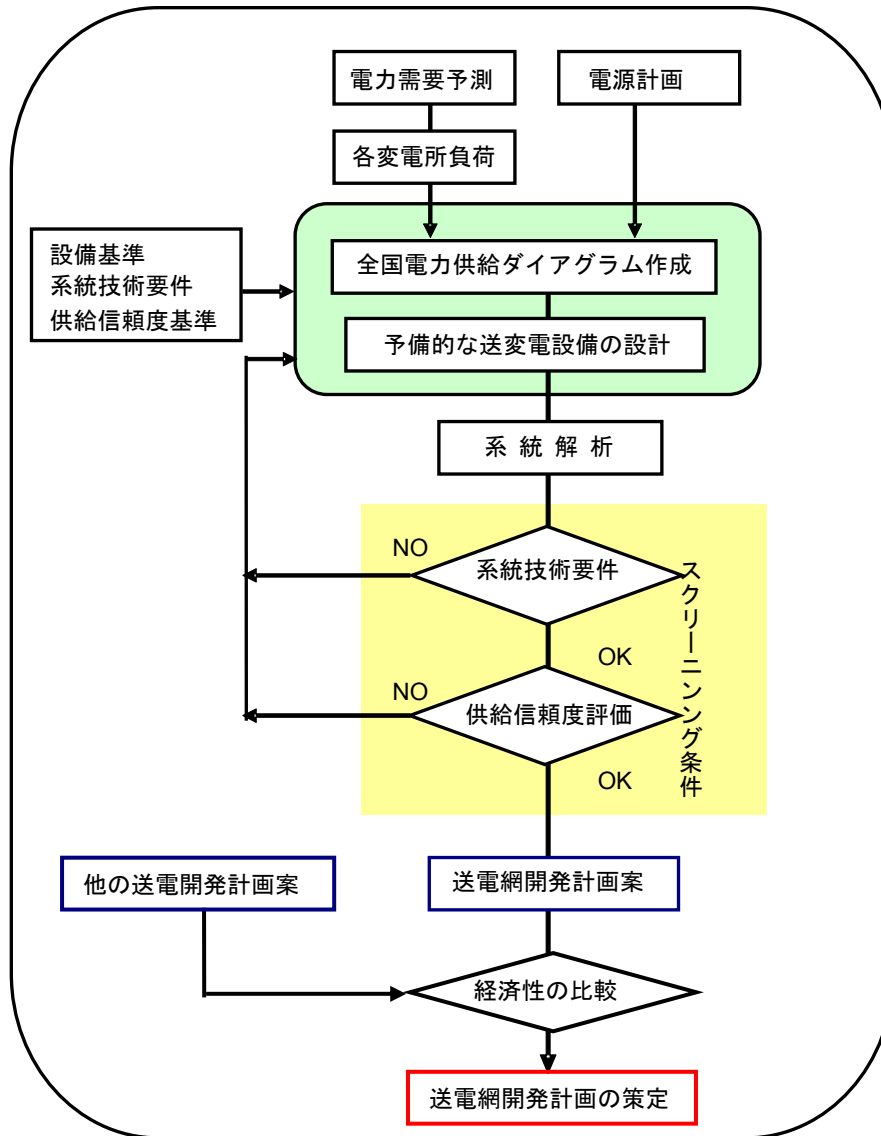 電力需要予測
電源計画
各変電所負荷
設備基準
系統技術要件
供給信頼度基準
全国電力供給ダイアグラム作成
予備的な送変電設備の設計
系 統 解 析
NO
系統技術要件
スクリーニンング条件
OK
NO
供給信頼度評価
OK
他の送電開発計画案
送電網開発計画案
経済性の比較
送電網開発計画の策定